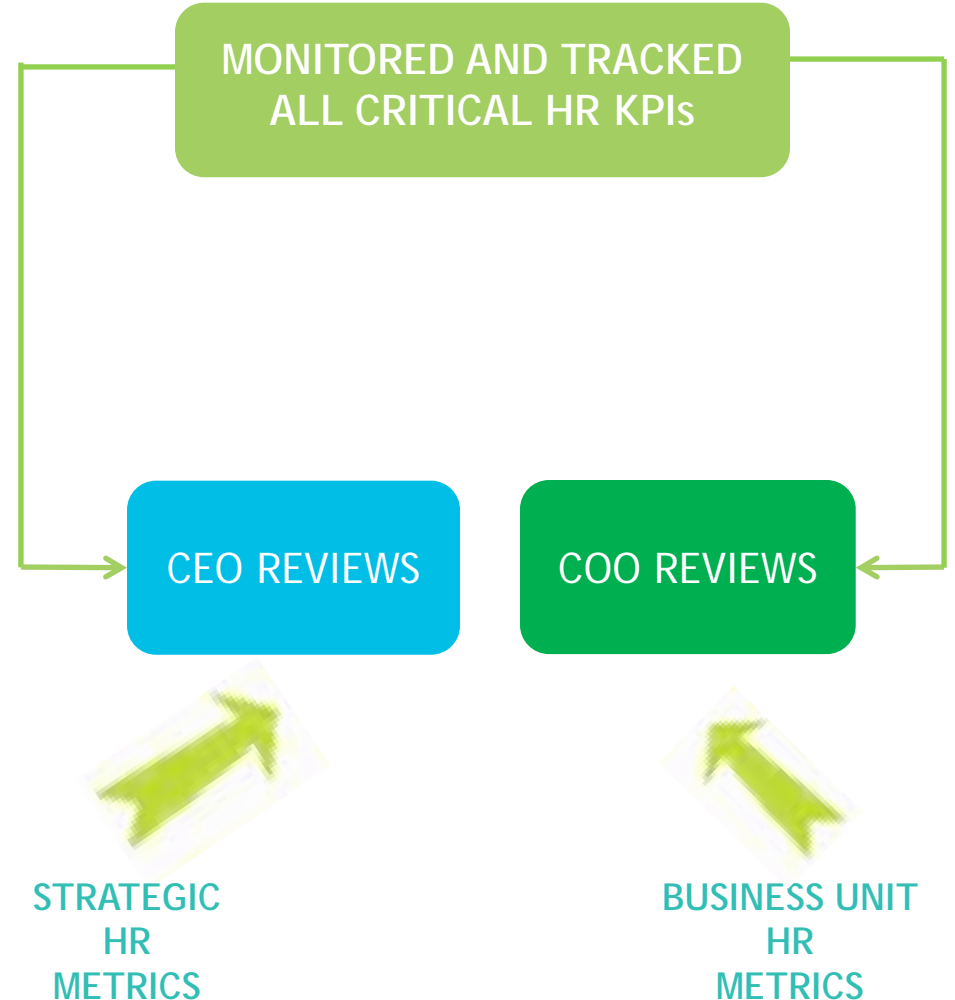 MONITORED AND TRACKED
ALL CRITICAL HR KPIs
CEO REVIEWS
COO REVIEWS
STRATEGIC
HR
METRICS
BUSINESS UNIT
HR
METRICS